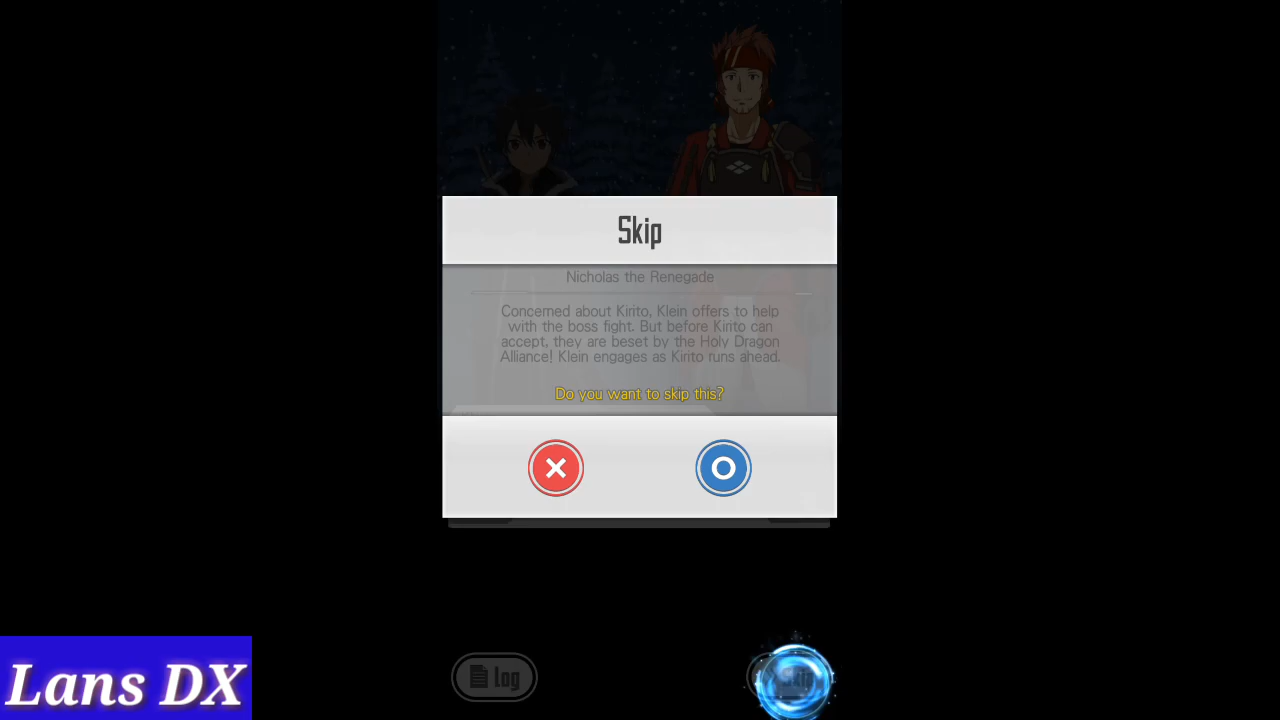 Skip
Nicholas the Renegade
Concerned about Kirito, Klein offers to help
with the boss fight. But before Kirito can
accept, they are beset by the Holy Dragon
Alliance! Klein engages as Kirito runs ahead.
Do you want to skip this?
log
Skip
Lans DX